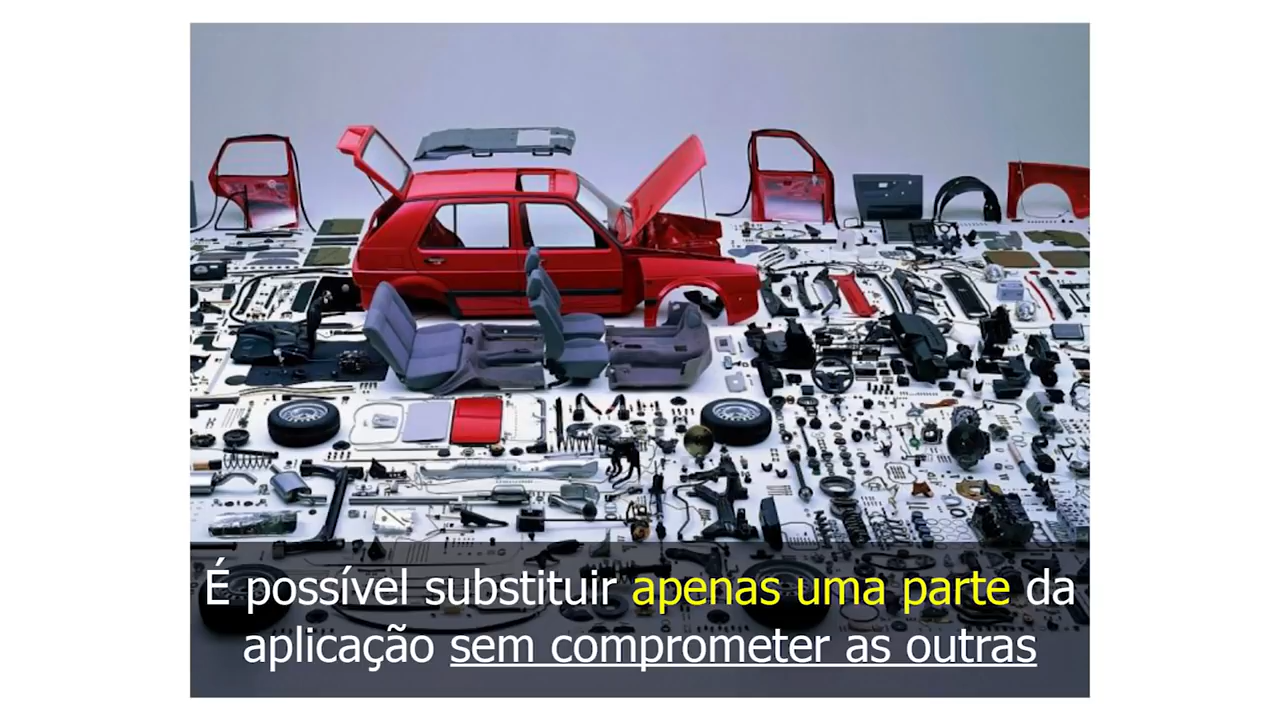 É possível substituir apenas uma parte da
aplicação sem comprometer as outras